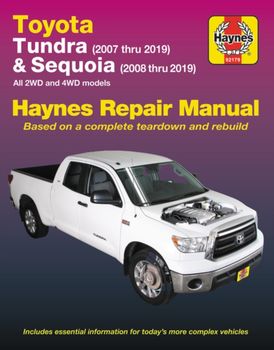 Toyota
Haynes
92179
Tundra (2007 thru 2019)
& Sequoia (2008 thru 2019)
All 2WD and 4WD models
Haynes Repair Manual
Based on a complete teardown and rebuild
Includes essential information for today's more complex vehicles